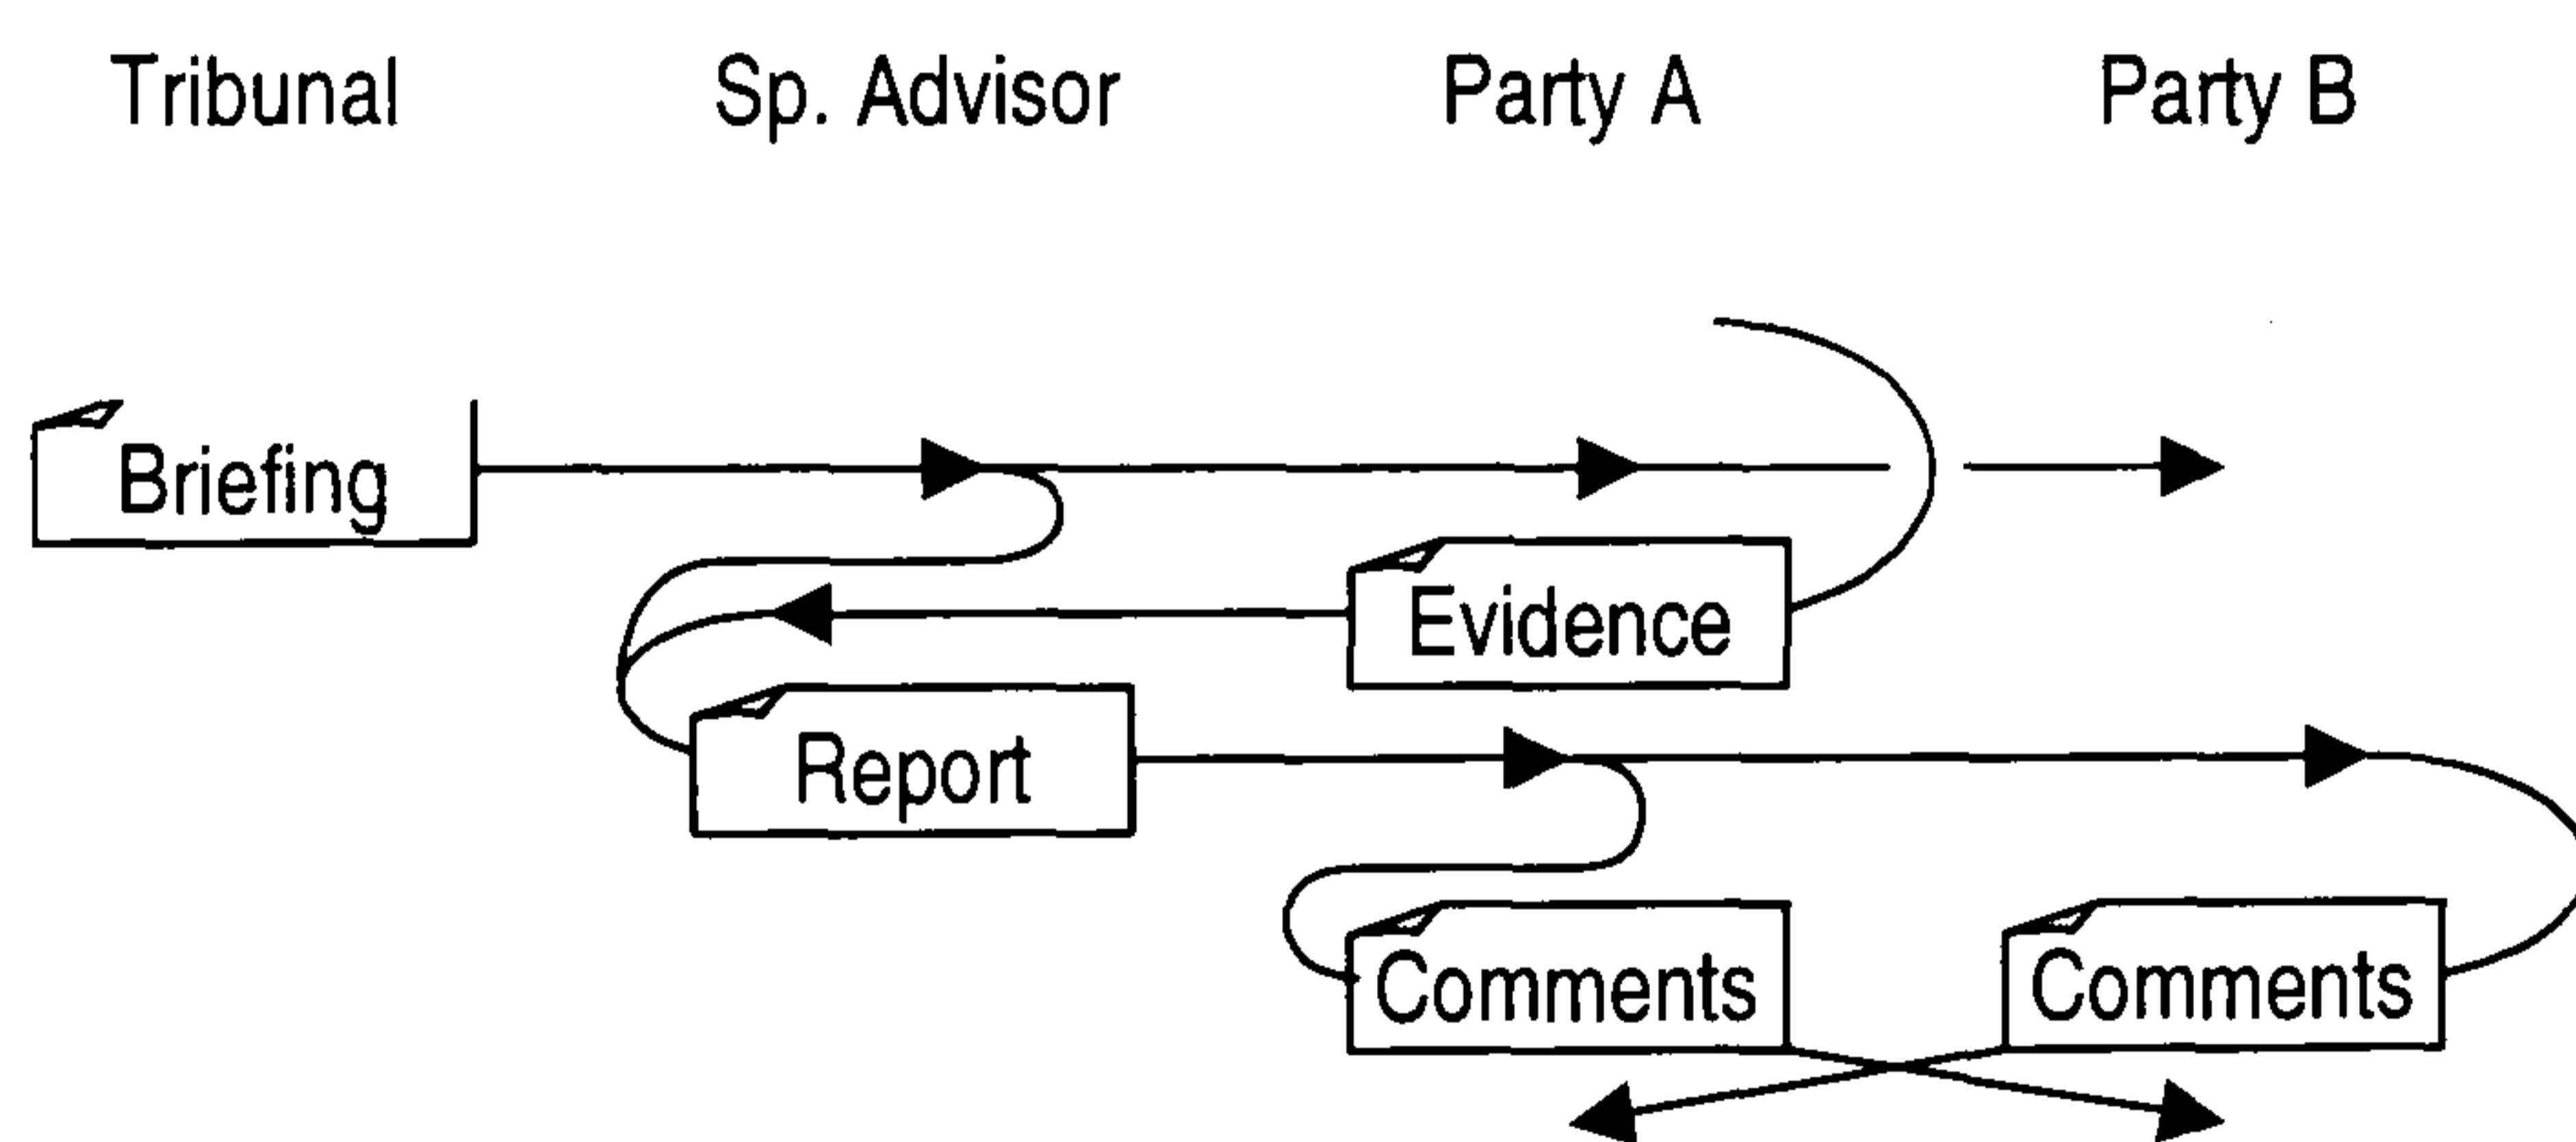 Tribunal Sp. Advisor Party A Party B
Briefing
Evidence
Report
Comments Comments